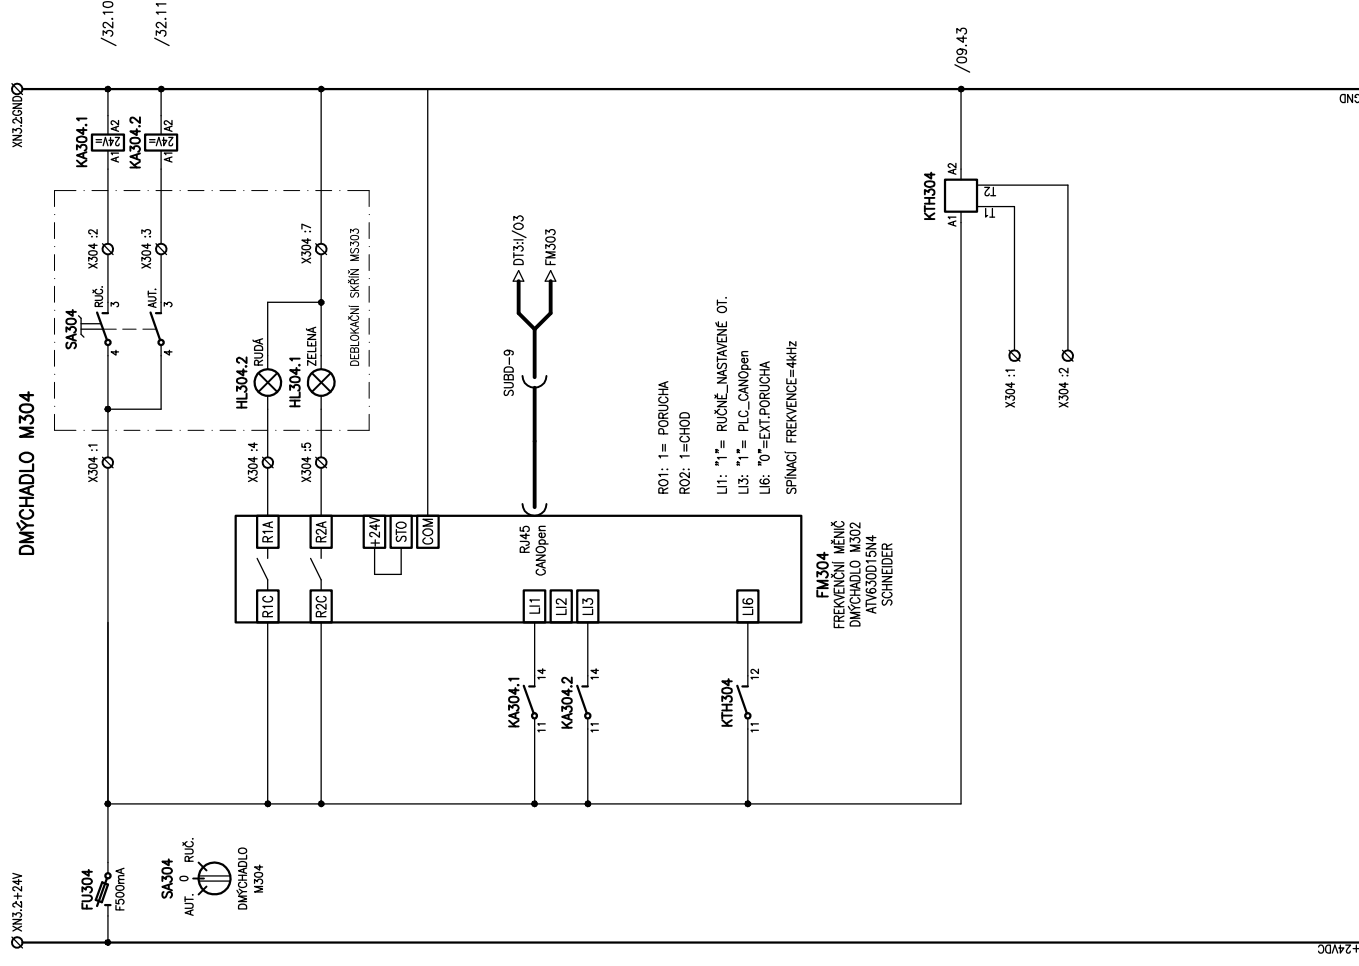 DMÝCHADLO M304
XN3.2:GND
/32.10
/32.11
/09.43
GND
KA304.1
24V=
A1
A2
KA304.2
24V=
A1
A2
X304 :2
X304 :3
X304 :7
SA304
RUČ.
3
4
AUT.
3
4
HL304.2
RUDÁ
HL304.1
ZELENÁ
DEBLOKAČNÍ SKŘÍŇ MS303
X304 :1
X304 :4
X304 :5
DT3:I/O3
FM303
SUBD-9
KTH304
A1
A2
T1
T2
X304 :1
X304 :2
RO1: 1= PORUCHA
RO2: 1=CHOD
LI1: "1"= RUČNĚ_NASTAVENÉ OT.
LI3: "1"= PLC_CANOpen
LI6: "0"=EXT.PORUCHA
SPÍNACÍ FREKVENCE=4kHz
R1A
R2A
+24V
STO
COM
RJ45
CANOpen
R1C
R2C
LI1
LI2
LI3
LI6
FM304
FREKVENČNÍ MĚNIČ
DMÝCHADLO M302
ATV630D15N4
SCHNEIDER
KA304.1
11
14
KA304.2
11
14
KTH304
11
12
FU304
F500mA
SA304
AUT.
0
RUČ.
DMÝCHADLO
M304
XN3.2:+24V
+24VDC